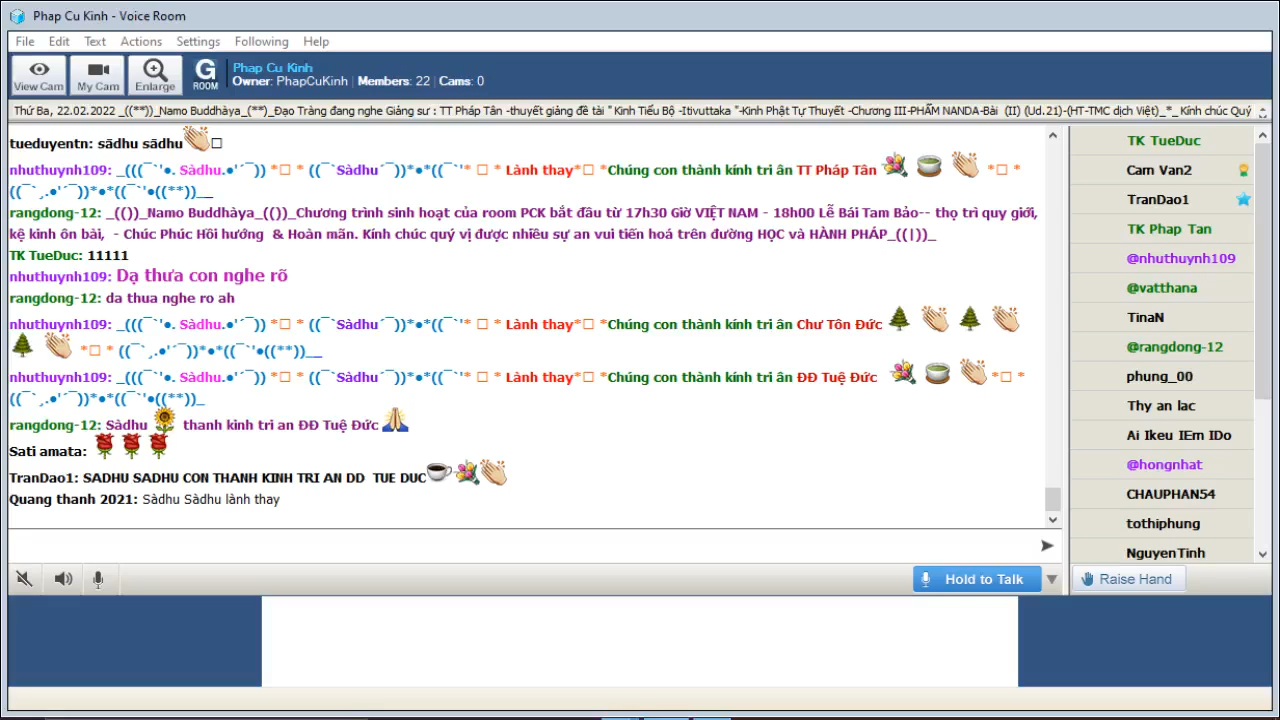 Phap Cu Kinh - Voice Room
File Edit Text Actions Settings Following Help
View Cam My Cam Enlarge G ROOM
Phap Cu Kinh
Owner: PhapCuKinh | Members: 22 | Cams: 0
Thứ Ba, 22.02.2022 _((**))_Namo Buddhàya_(**)_Đạo Tràng đang nghe Giảng sư : TT Pháp Tân -thuyết giảng đề tài " Kinh Tiểu Bộ -Itivuttaka "-Kinh Phật Tự Thuyết -Chương III-PHẨM NANDA-Bài (II) (Ud.21)-(HT-TMC dịch Việt)_*_ Kính chúc Quý
tueduyentn: sādhu sādhu👏□
nhuthuynh109: _(((¯`'•. Sàdhu.•'´¯)) *□ * ((¯`Sàdhu´¯))*•*((¯`'* □ * Lành thay*□ *Chúng con thành kính tri ân TT Pháp Tân 💐 🍵 👏 *□ *
((¯`¸.•'´¯))*•*((¯`'•((**))__
rangdong-12: _(())_Namo Buddhàya_(())_Chương trình sinh hoạt của room PCK bắt đâu từ 17h30 Giờ VIỆT NAM - 18h00 Lễ Bái Tam Bảo-- thọ trì quy giới,
kệ kinh ôn bài, - Chúc Phúc Hồi hướng & Hoàn mãn. Kính chúc quý vị được nhiêu sự an vui tiến hoá trên đường HỌC và HÀNH PHÁP_((|))_
TK TueDuc: 11111
nhuthuynh109: Dạ thưa con nghe rõ
rangdong-12: da thua nghe ro ah
nhuthuynh109: _(((¯`'•. Sàdhu.•'´¯)) *□ * ((¯`Sàdhu´¯))*•*((¯`'* □ * Lành thay*□ *Chúng con thành kính tri ân Chư Tôn Đức 🌲 👏 🌲 👏
🌲 👏 *□ * ((¯`¸.•'´¯))*•*((¯`'•((**))__
nhuthuynh109: _(((¯`'•. Sàdhu.•'´¯)) *□ * ((¯`Sàdhu´¯))*•*((¯`'* □ * Lành thay*□ *Chúng con thành kính tri ân ĐĐ Tuệ Đức 💐 🍵 👏 *□ *
((¯`¸.•'´¯))*•*((¯`'•((**))_
rangdong-12: Sàdhu 🌻 thanh kinh tri an ĐĐ Tuệ Đức 🙏
Sati amata: 🌹🌹🌹
TranDao1: SADHU SADHU CON THANH KINH TRI AN DD TUE DUC☕💐👏
Quang thanh 2021: Sàdhu Sàdhu lành thay
Hold to Talk
TK TueDuc
Cam Van2
TranDao1
TK Phap Tan
@nhuthuynh109
@vatthana
TinaN
@rangdong-12
phung_00
Thy an lac
Ai Ikeu IEm IDo
@hongnhat
CHAUPHAN54
tothiphung
NguyenTinh
Raise Hand